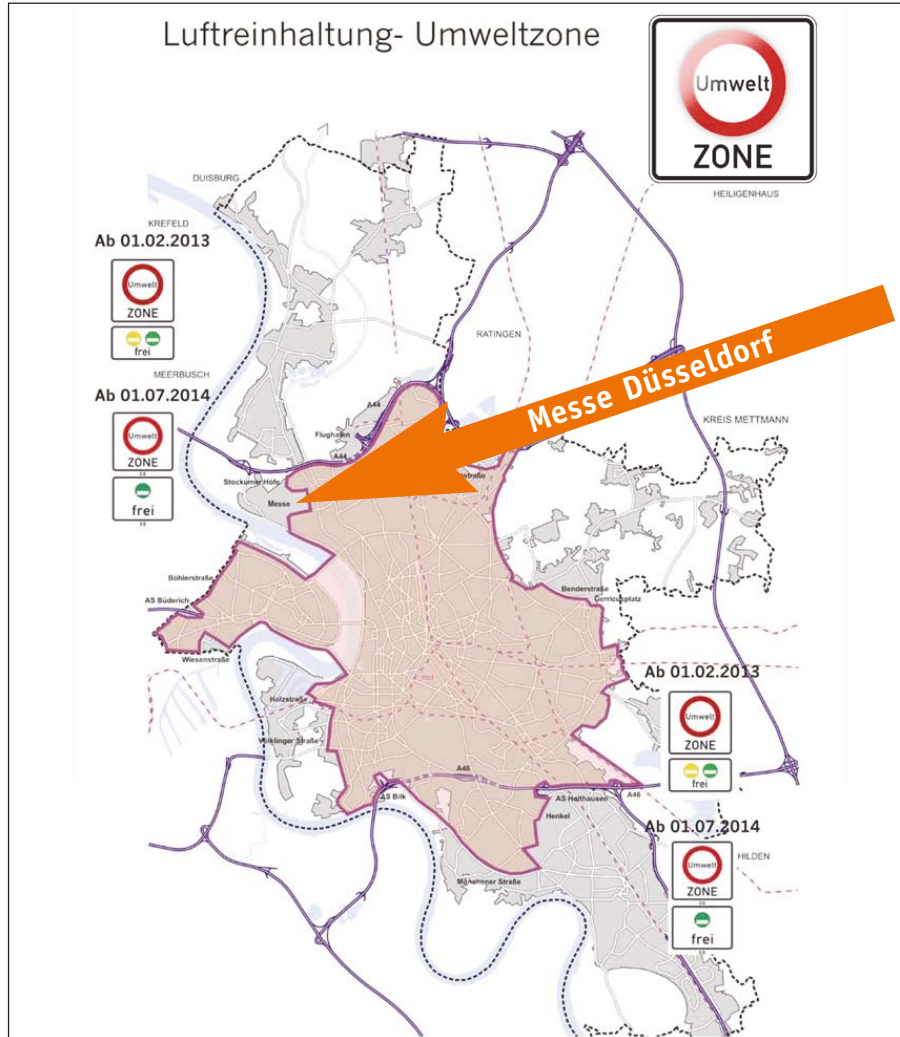 Luftreinhaltung- Umweltzone
Umwelt
ZONE
HEILIGENHAUS
DUISBURG
KREFELD
Ab 01.02.2013
Umwelt
ZONE
frei
MEERBUSCH
Ab 01.07.2014
Umwelt
ZONE
frei
RATINGEN
Messe Düsseldorf
KREIS METTMANN
A44
Flughafen
A44
Stockumer Höfe
Messe
Böhlerstraße
AS Büderich
Wiesenstraße
Benderstraße
Gerricusplatz
Holzstraße
Völklinger Straße
Ab 01.02.2013
Umwelt
ZONE
frei
A46
AS Bilk
AS Holthausen
A46
Henkel
Ab 01.07.2014
HILDEN
Umwelt
ZONE
frei
Münchener Straße